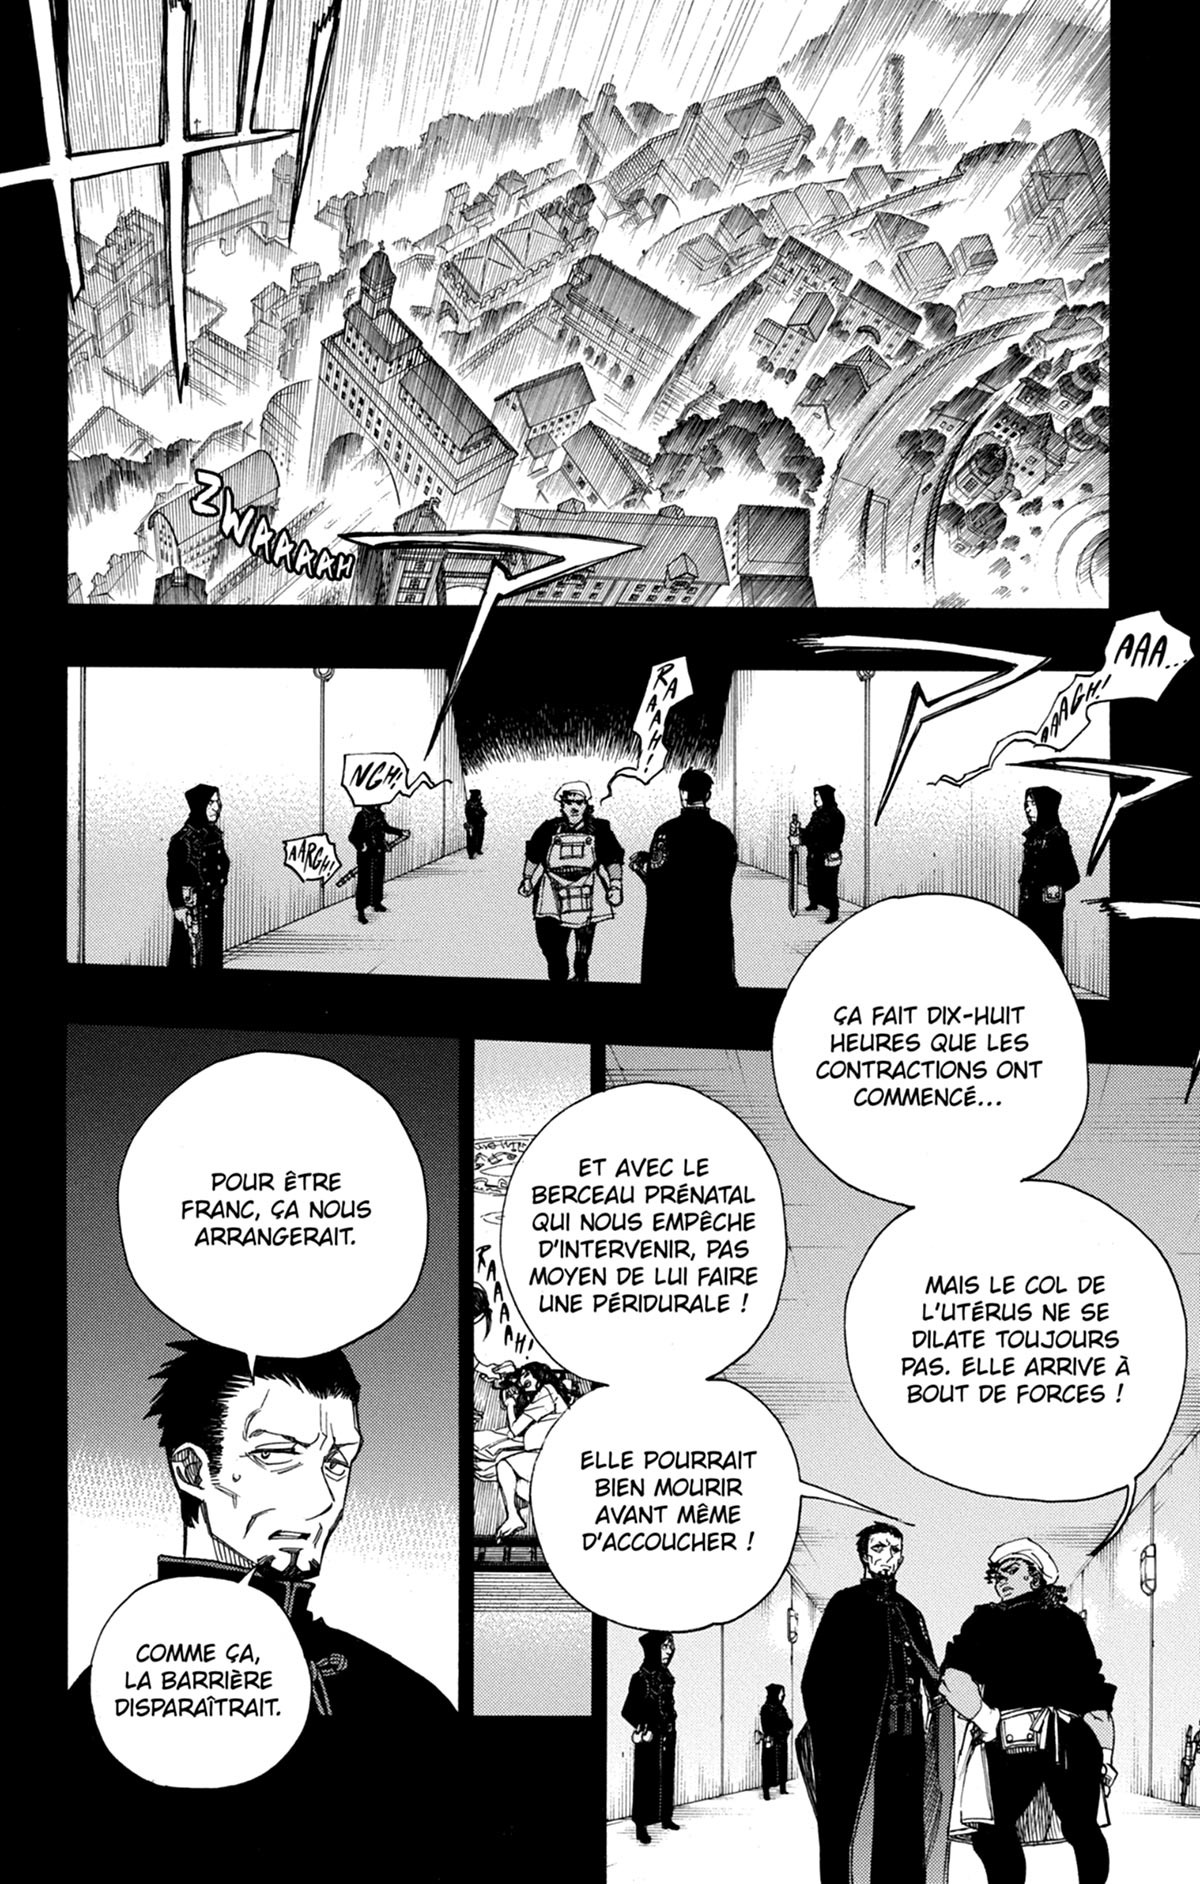 ZWAAAAAH
AAA...
AAAGH!
RAAAH!
NGH!
AARGH!
ÇA FAIT DIX-HUIT
HEURES QUE LES
CONTRACTIONS ONT
COMMENCÉ...
MAIS LE COL DE
L'UTÉRUS NE SE
DILATE TOUJOURS
PAS. ELLE ARRIVE À
BOUT DE FORCES !
ET AVEC LE
BERCEAU PRÉNATAL
QUI NOUS EMPÊCHE
D'INTERVENIR, PAS
MOYEN DE LUI FAIRE
UNE PÉRIDURALE !
ELLE POURRAIT
BIEN MOURIR
AVANT MÊME
D'ACCOUCHER !
RAAAAH!
POUR ÊTRE
FRANC, ÇA NOUS
ARRANGERAIT.
COMME ÇA,
LA BARRIÈRE
DISPARAÎTRAIT.